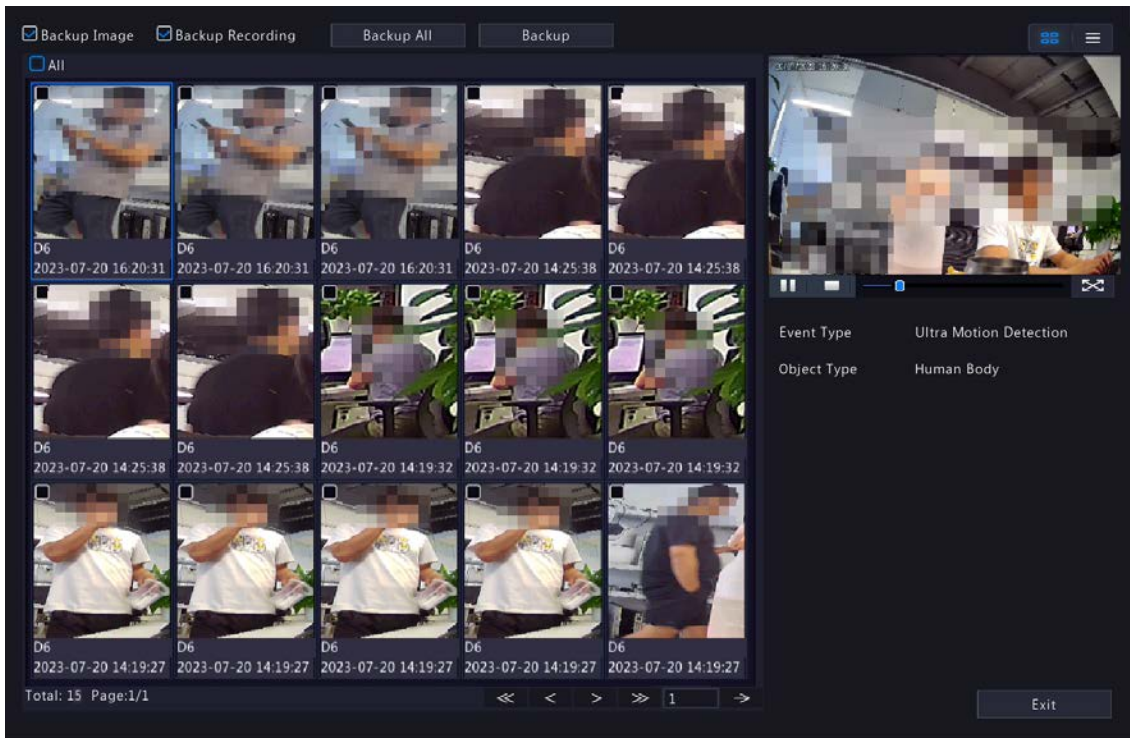 Backup Image Backup Recording Backup All Backup
All
D6 D6 D6 D6 D6
2023-07-20 16:20:31 2023-07-20 16:20:31 2023-07-20 16:20:31 2023-07-20 14:25:38 2023-07-20 14:25:38
Event Type Ultra Motion Detection
Object Type Human Body
D6 D6 D6 D6 D6
2023-07-20 14:25:38 2023-07-20 14:25:38 2023-07-20 14:19:32 2023-07-20 14:19:32 2023-07-20 14:19:32
D6 D6 D6 D6 D6
2023-07-20 14:19:27 2023-07-20 14:19:27 2023-07-20 14:19:27 2023-07-20 14:19:27 2023-07-20 14:19:27
Total: 15 Page:1/1 1
Exit